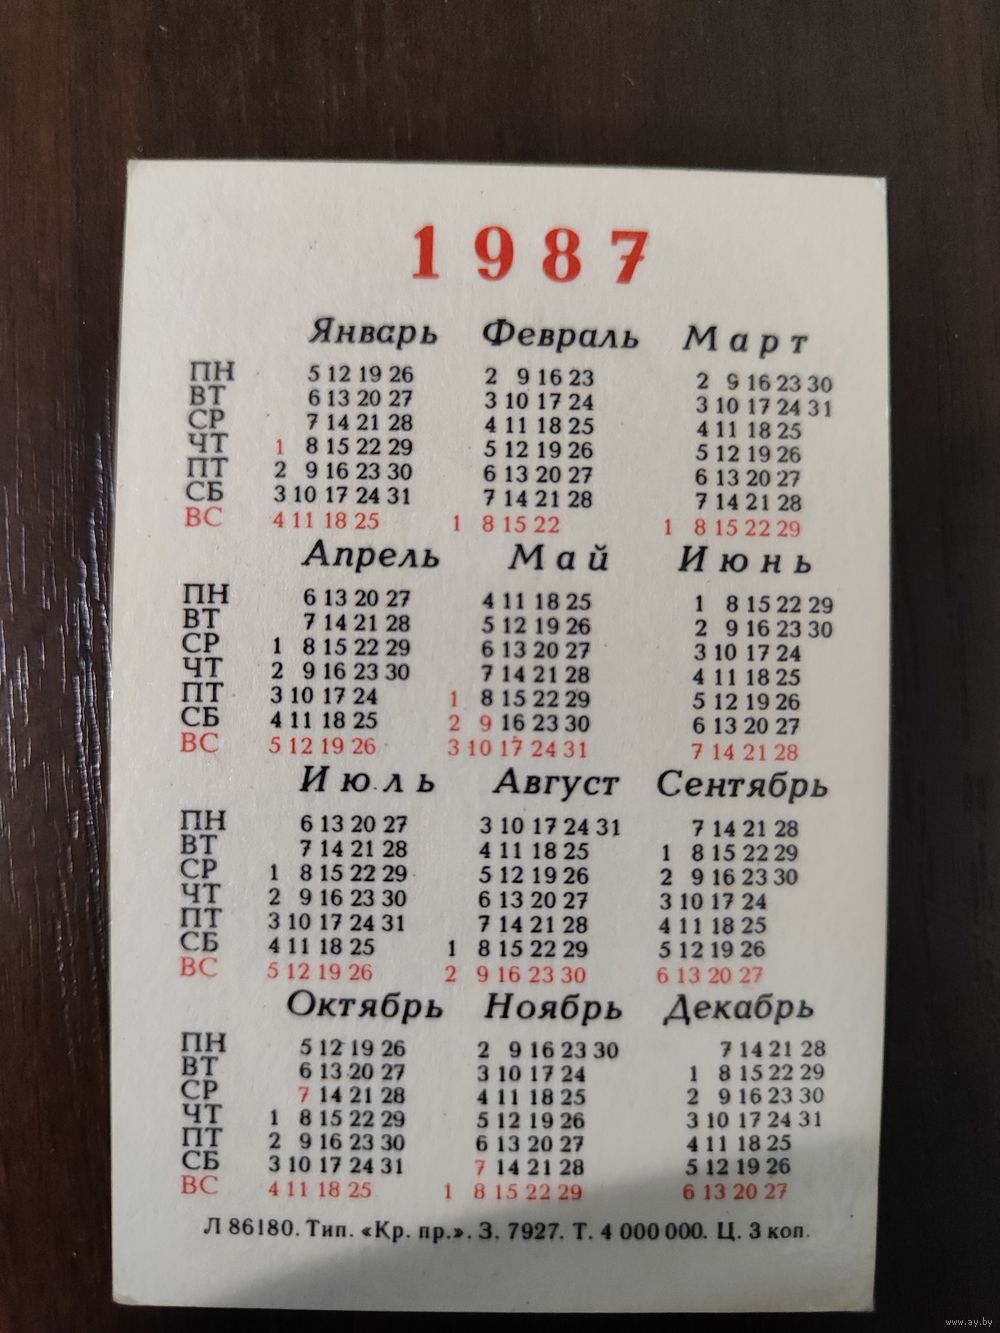 1987
Январь Февраль Март
ПН 5 12 19 26 2 9 16 23 2 9 16 23 30
ВТ 6 13 20 27 3 10 17 24 3 10 17 24 31
СР 7 14 21 28 4 11 18 25 4 11 18 25
ЧТ 1 8 15 22 29 5 12 19 26 5 12 19 26
ПТ 2 9 16 23 30 6 13 20 27 6 13 20 27
СБ 3 10 17 24 31 7 14 21 28 7 14 21 28
ВС 4 11 18 25 1 8 15 22 1 8 15 22 29
Апрель Май Июнь
ПН 6 13 20 27 4 11 18 25 1 8 15 22 29
ВТ 7 14 21 28 5 12 19 26 2 9 16 23 30
СР 1 8 15 22 29 6 13 20 27 3 10 17 24
ЧТ 2 9 16 23 30 7 14 21 28 4 11 18 25
ПТ 3 10 17 24 1 8 15 22 29 5 12 19 26
СБ 4 11 18 25 2 9 16 23 30 6 13 20 27
ВС 5 12 19 26 3 10 17 24 31 7 14 21 28
Июль Август Сентябрь
ПН 6 13 20 27 3 10 17 24 31 7 14 21 28
ВТ 7 14 21 28 4 11 18 25 1 8 15 22 29
СР 1 8 15 22 29 5 12 19 26 2 9 16 23 30
ЧТ 2 9 16 23 30 6 13 20 27 3 10 17 24
ПТ 3 10 17 24 31 7 14 21 28 4 11 18 25
СБ 4 11 18 25 1 8 15 22 29 5 12 19 26
ВС 5 12 19 26 2 9 16 23 30 6 13 20 27
Октябрь Ноябрь Декабрь
ПН 5 12 19 26 2 9 16 23 30 7 14 21 28
ВТ 6 13 20 27 3 10 17 24 1 8 15 22 29
СР 7 14 21 28 4 11 18 25 2 9 16 23 30
ЧТ 1 8 15 22 29 5 12 19 26 3 10 17 24 31
ПТ 2 9 16 23 30 6 13 20 27 4 11 18 25
СБ 3 10 17 24 31 7 14 21 28 5 12 19 26
ВС 4 11 18 25 1 8 15 22 29 6 13 20 27
Л 86180. Тип. «Кр. пр.». З. 7927. Т. 4 000 000. Ц. 3 коп.
www.ay.by